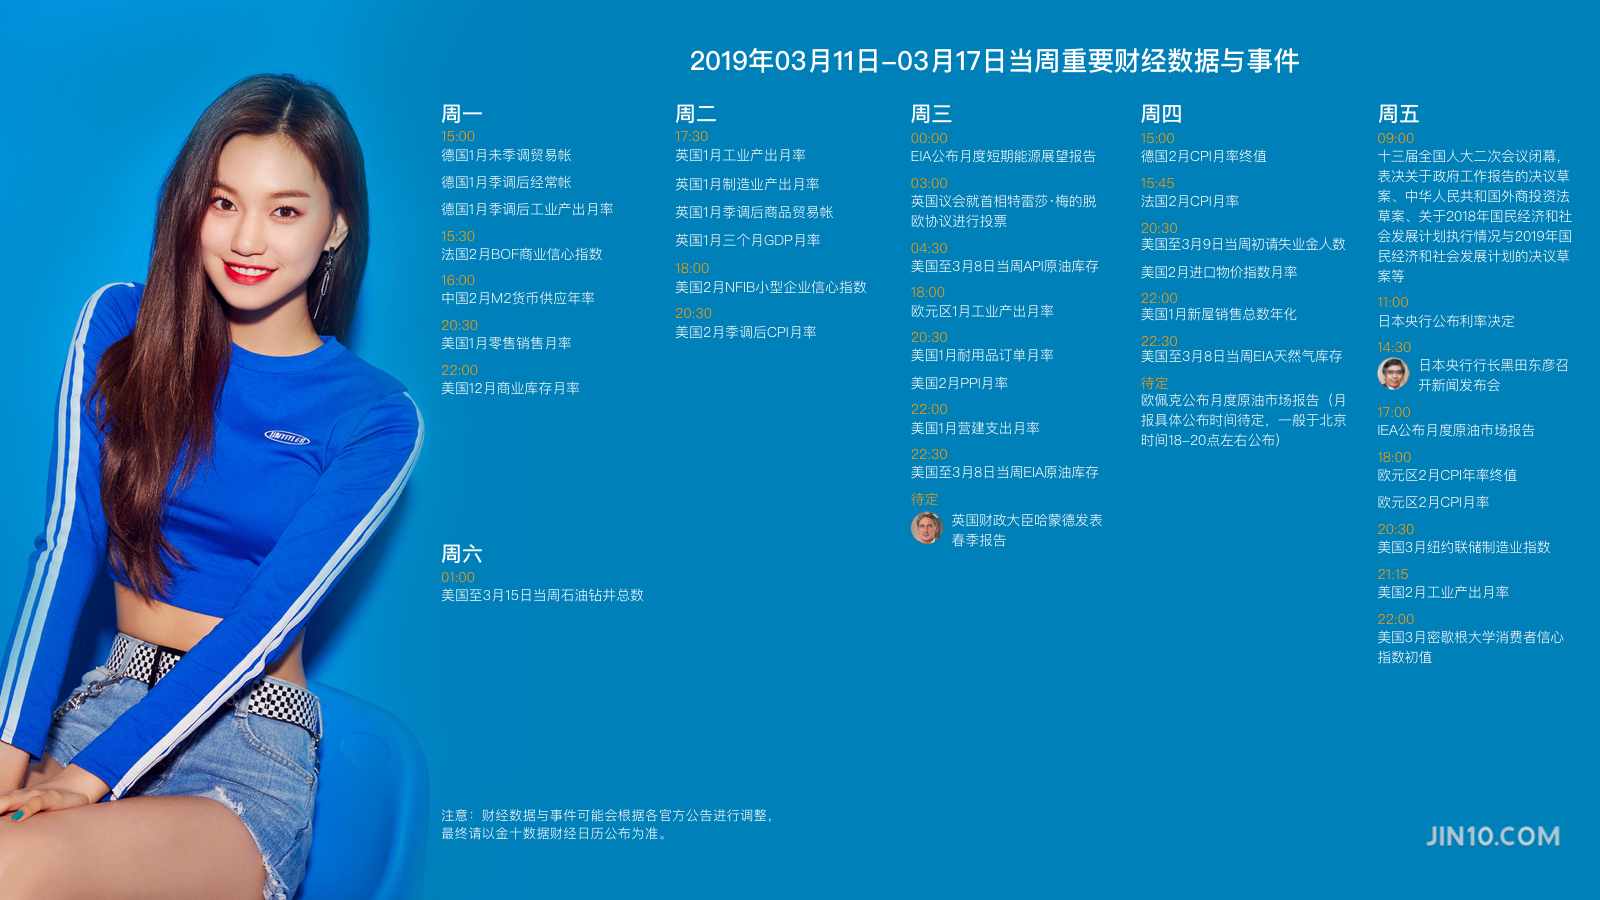 2019年03月11日–03月17日当周重要财经数据与事件
周一
15:00
德国1月未季调贸易帐
德国1月季调后经常帐
德国1月季调后工业产出月率
15:30
法国2月BOF商业信心指数
16:00
中国2月M2货币供应年率
20:30
美国1月零售销售月率
22:00
美国12月商业库存月率
周二
17:30
英国1月工业产出月率
英国1月制造业产出月率
英国1月季调后商品贸易帐
英国1月三个月GDP月率
18:00
美国2月NFIB小型企业信心指数
20:30
美国2月季调后CPI月率
周三
00:00
EIA公布月度短期能源展望报告
03:00
英国议会就首相特雷莎·梅的脱
欧协议进行投票
04:30
美国至3月8日当周API原油库存
18:00
欧元区1月工业产出月率
20:30
美国1月耐用品订单月率
美国2月PPI月率
22:00
美国1月营建支出月率
22:30
美国至3月8日当周EIA原油库存
待定
英国财政大臣哈蒙德发表
春季报告
周四
15:00
德国2月CPI月率终值
15:45
法国2月CPI月率
20:30
美国至3月9日当周初请失业金人数
美国2月进口物价指数月率
22:00
美国1月新屋销售总数年化
22:30
美国至3月8日当周EIA天然气库存
待定
欧佩克公布月度原油市场报告（月
报具体公布时间待定，一般于北京
时间18–20点左右公布）
周五
09:00
十三届全国人大二次会议闭幕，
表决关于政府工作报告的决议草
案、中华人民共和国外商投资法
草案、关于2018年国民经济和社
会发展计划执行情况与2019年国
民经济和社会发展计划的决议草
案等
11:00
日本央行公布利率决定
14:30
日本央行行长黑田东彦召
开新闻发布会
17:00
IEA公布月度原油市场报告
18:00
欧元区2月CPI年率终值
欧元区2月CPI月率
20:30
美国3月纽约联储制造业指数
21:15
美国2月工业产出月率
22:00
美国3月密歇根大学消费者信心
指数初值
周六
01:00
美国至3月15日当周石油钻井总数
UNTITLE8
注意：财经数据与事件可能会根据各官方公告进行调整，
最终请以金十数据财经日历公布为准。
JIN10.COM